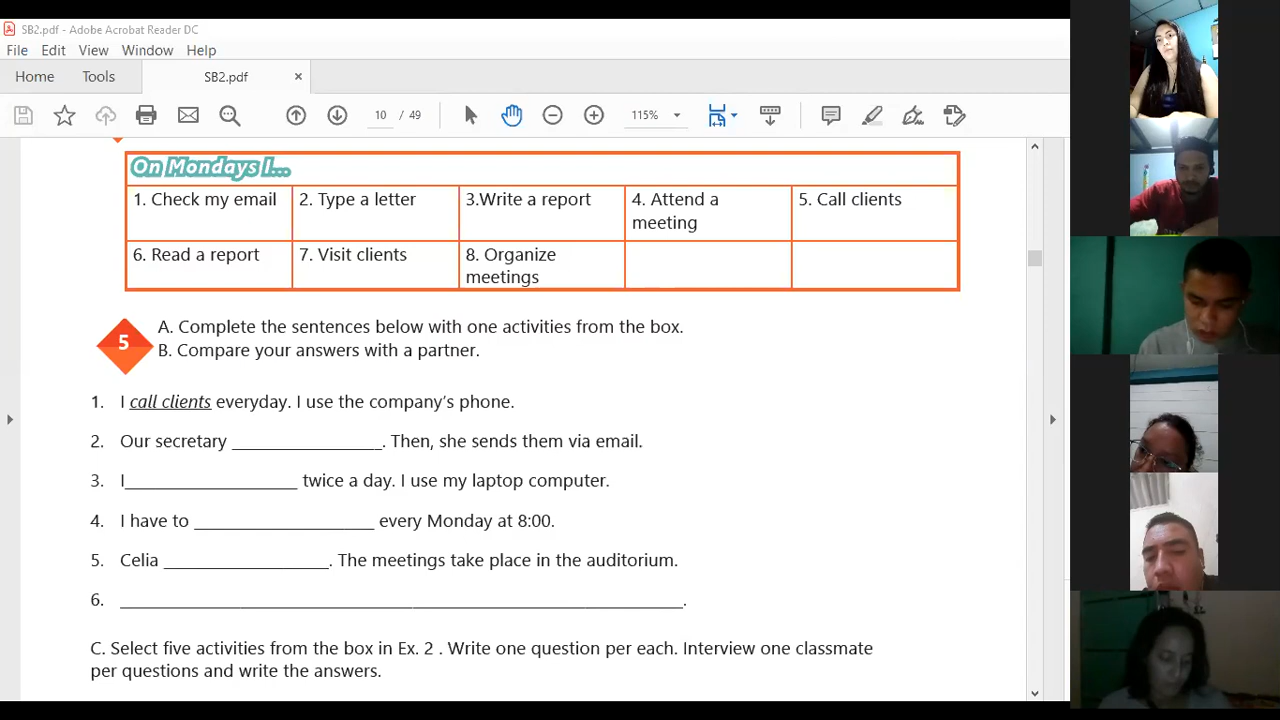 SB2.pdf - Adobe Acrobat Reader DC
File Edit View Window Help
Home Tools SB2.pdf ×
10 / 49 115%
On Mondays I...
1. Check my email 2. Type a letter 3.Write a report 4. Attend a meeting 5. Call clients
6. Read a report 7. Visit clients 8. Organize meetings
5
A. Complete the sentences below with one activities from the box.
B. Compare your answers with a partner.
1. I call clients everyday. I use the company's phone.
2. Our secretary _________________. Then, she sends them via email.
3. I___________________ twice a day. I use my laptop computer.
4. I have to ____________________ every Monday at 8:00.
5. Celia ___________________. The meetings take place in the auditorium.
6. _______________________________________________________________.
C. Select five activities from the box in Ex. 2 . Write one question per each. Interview one classmate
per questions and write the answers.